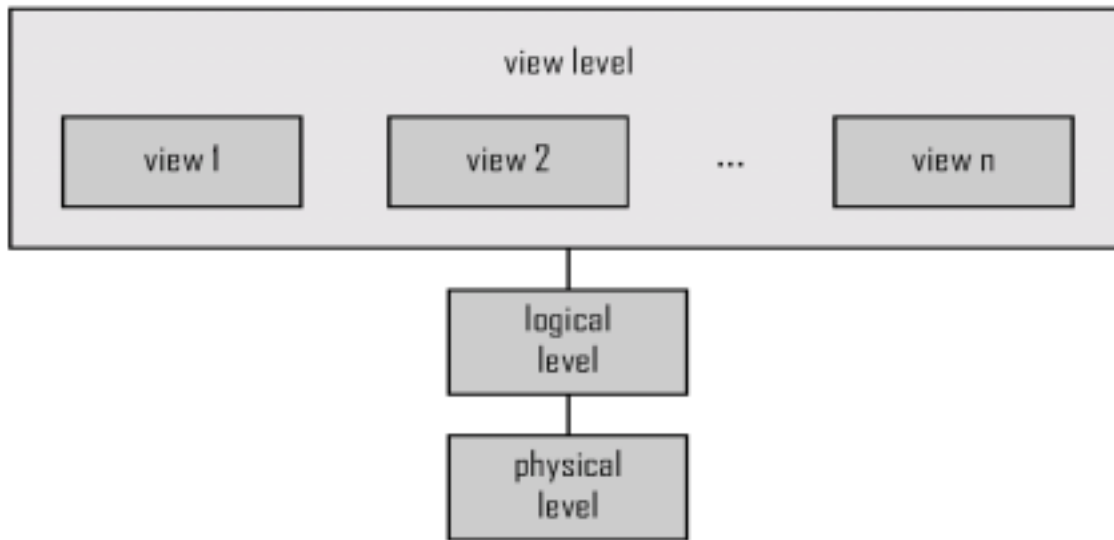 view level
view 1
view 2
...
view n
logical
level
physical
level